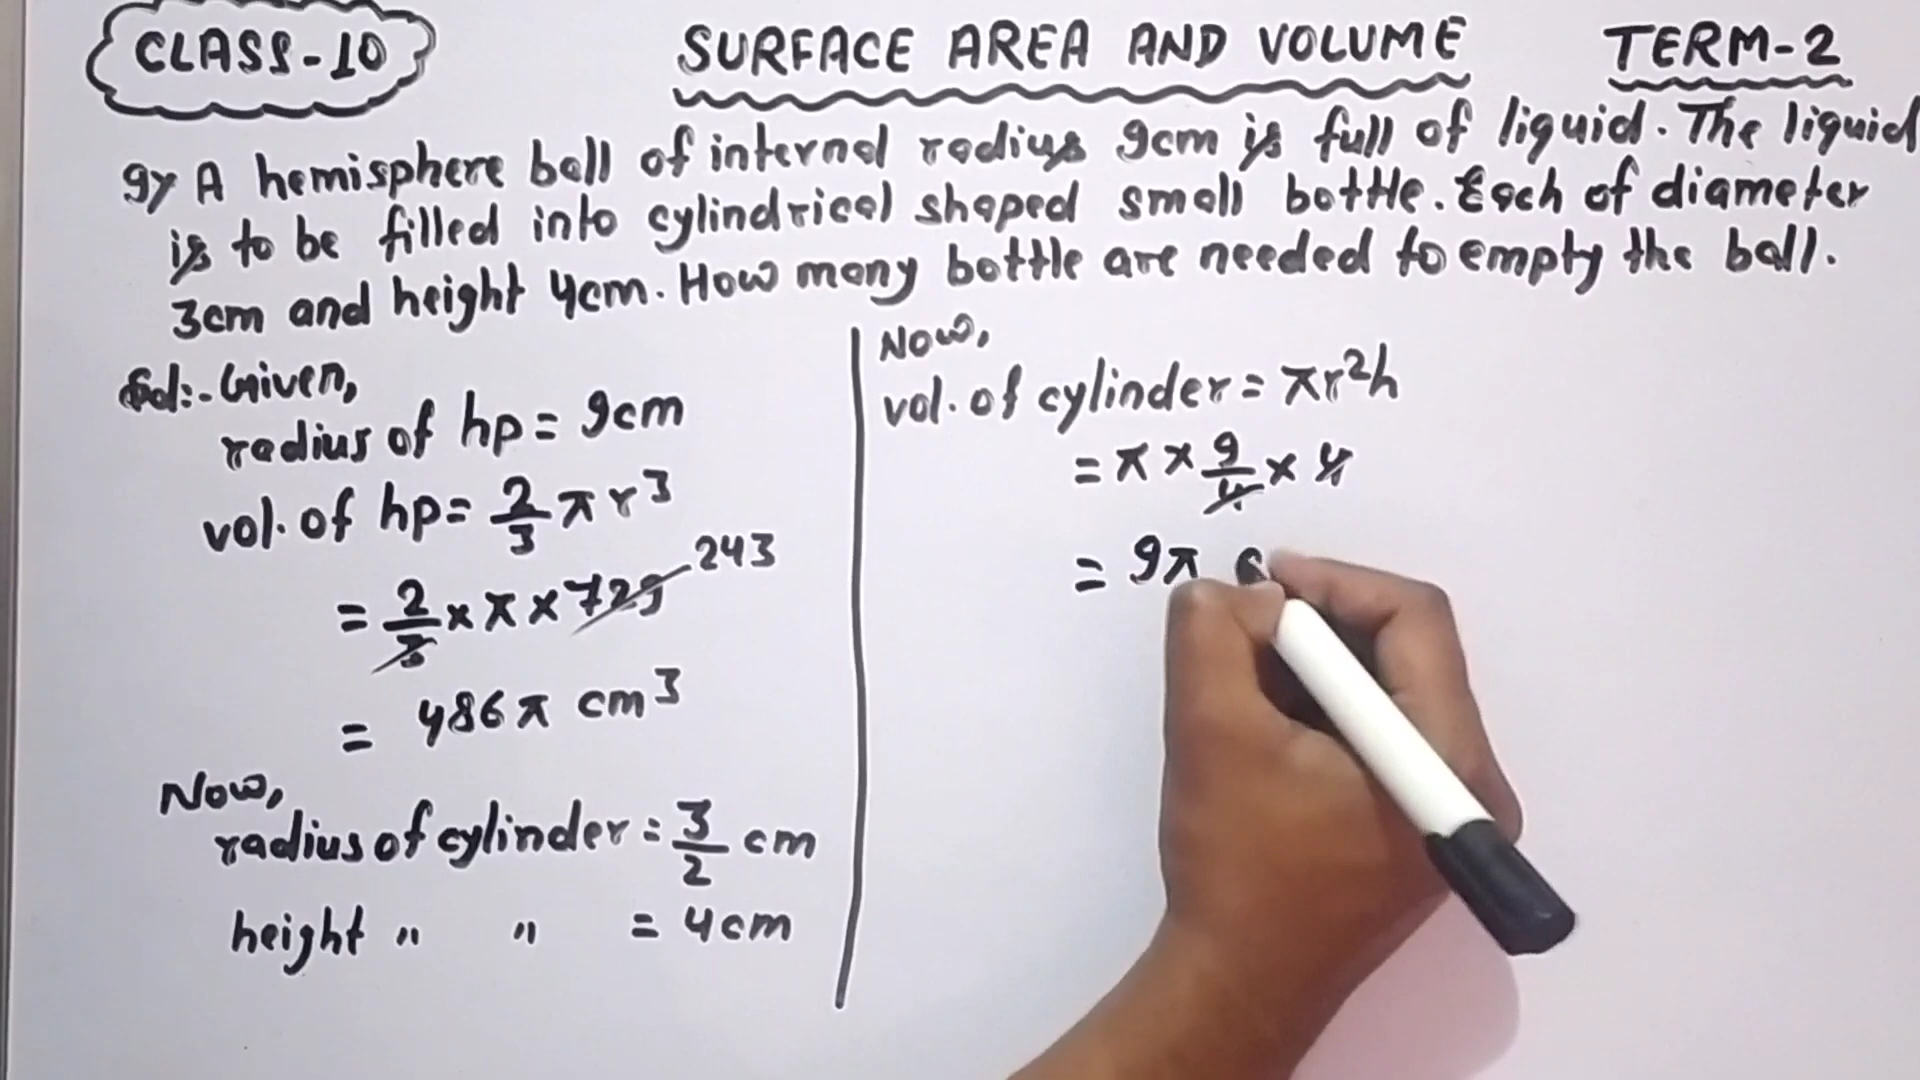 CLASS-10
SURFACE AREA AND VOLUME
TERM-2
9) A hemisphere ball of internal radius 9cm is full of liquid. The liquid
is to be filled into cylindrical shaped small bottle. Each of diameter
3cm and height 4cm. How many bottle are needed to empty the ball.
Sol:- Given,
radius of hp = 9cm
vol. of hp = 2/3 πr³
= 2/3 × π × 729 243
= 486π cm³
Now,
radius of cylinder = 3/2 cm
height " " = 4cm
Now,
vol. of cylinder = πr²h
= π × 9/4 × 4
= 9π c